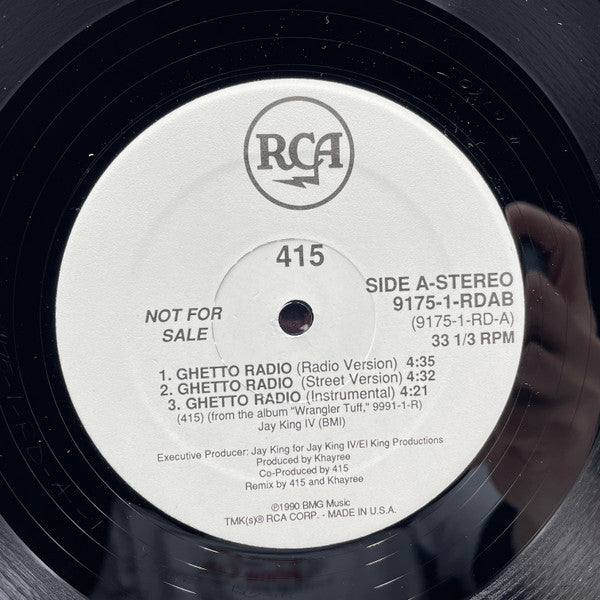 RCA
415
SIDE A-STEREO
9175-1-RDAB
(9175-1-RD-A)
33 1/3 RPM
NOT FOR
SALE
1. GHETTO RADIO (Radio Version) 4:35
2. GHETTO RADIO (Street Version) 4:32
3. GHETTO RADIO (Instrumental) 4:21
(415) (from the album "Wrangler Tuff," 9991-1-R)
Jay King IV (BMI)
Executive Producer: Jay King for Jay King IV/El King Productions
Produced by Khayree
Co-Produced by 415
Remix by 415 and Khayree
℗1990 BMG Music
TMK(s)® RCA CORP. - MADE IN U.S.A.